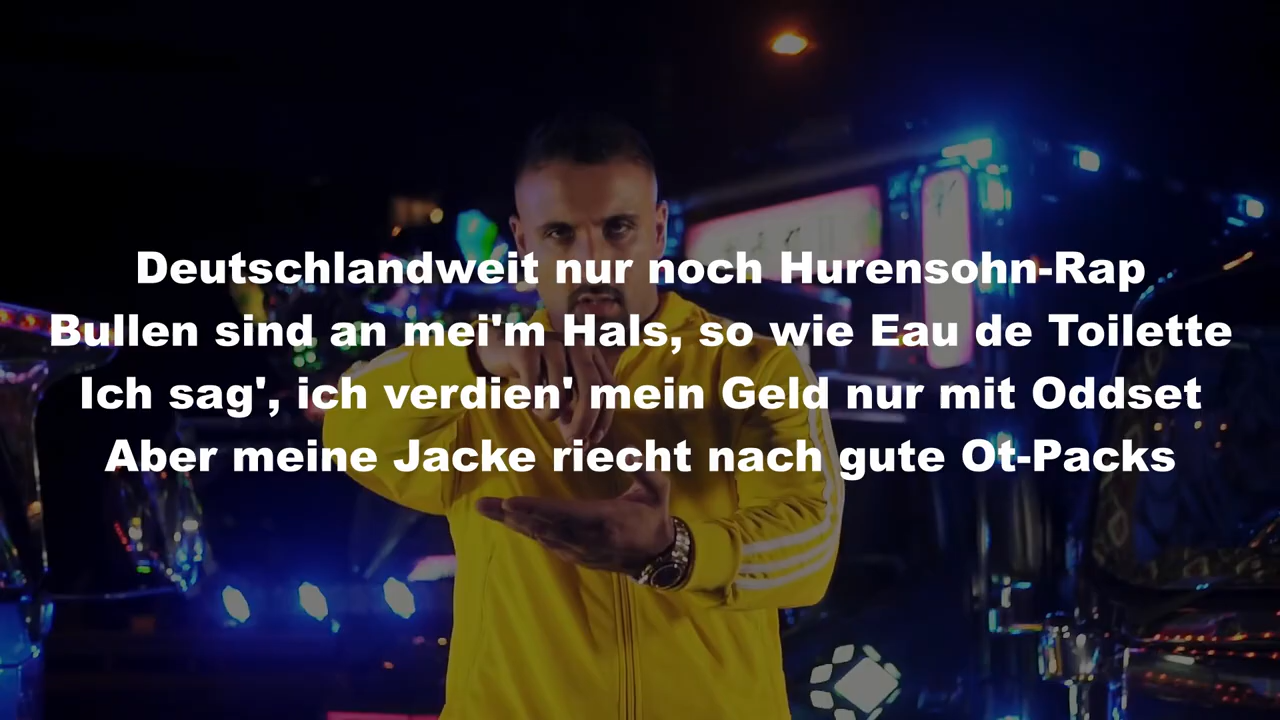 Deutschlandweit nur noch Hurensohn-Rap
Bullen sind an mei'm Hals, so wie Eau de Toilette
Ich sag', ich verdien' mein Geld nur mit Oddset
Aber meine Jacke riecht nach gute Ot-Packs